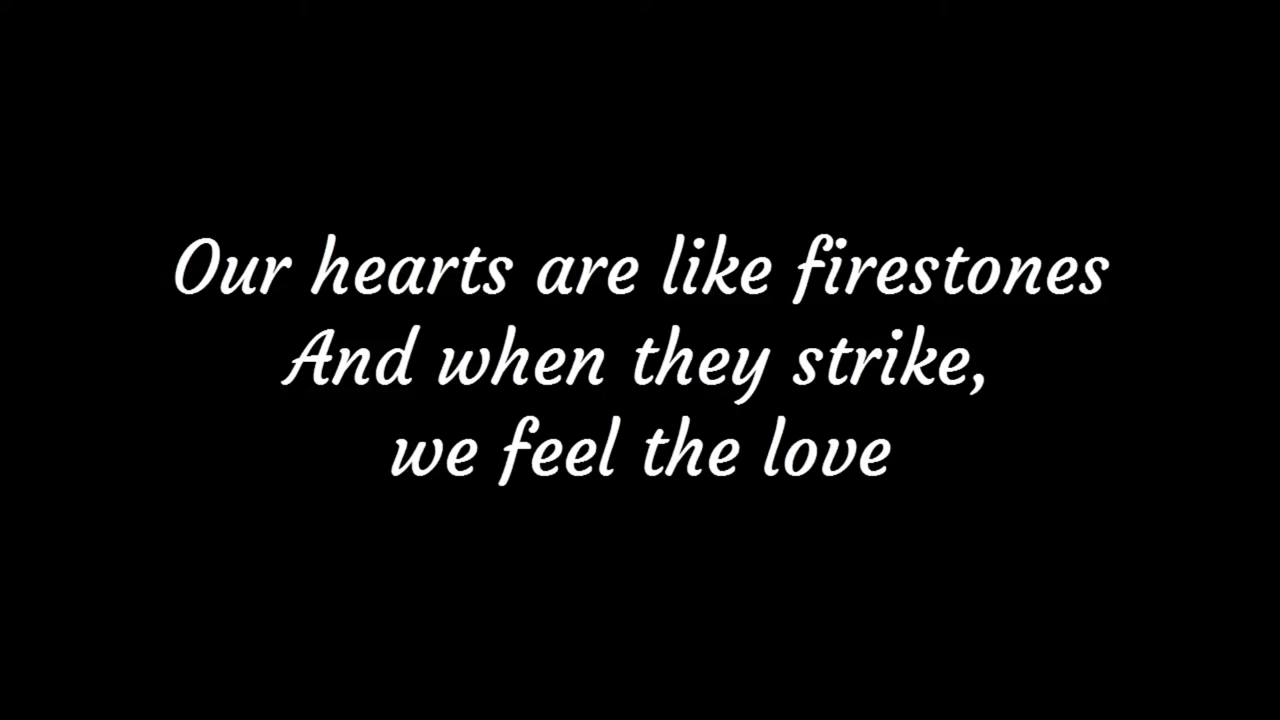 Our hearts are like firestones
And when they strike,
we feel the love